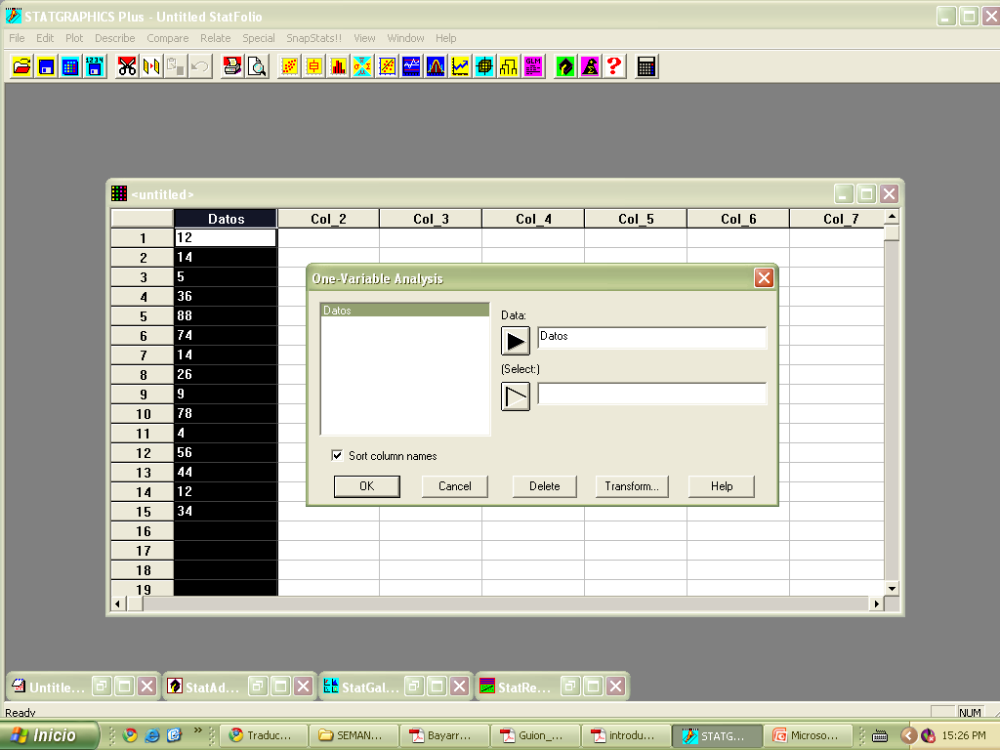 STATGRAPHICS Plus - Untitled StatFolio
File Edit Plot Describe Compare Relate Special SnapStats!! View Window Help
1234
GLM
<untitled>
Datos Col_2 Col_3 Col_4 Col_5 Col_6 Col_7
1 12
2 14
3 5
4 36
5 88
6 74
7 14
8 26
9 9
10 78
11 4
12 56
13 44
14 12
15 34
16
17
18
19
One-Variable Analysis
Datos
Data:
Datos
(Select:)
Sort column names
OK Cancel Delete Transform... Help
Untitle... StatAd... StatGal... StatRe...
Ready NUM
Inicio » Traduc... SEMAN... Bayarr... Guion_... introdu... STATG... Microso... 15:26 PM